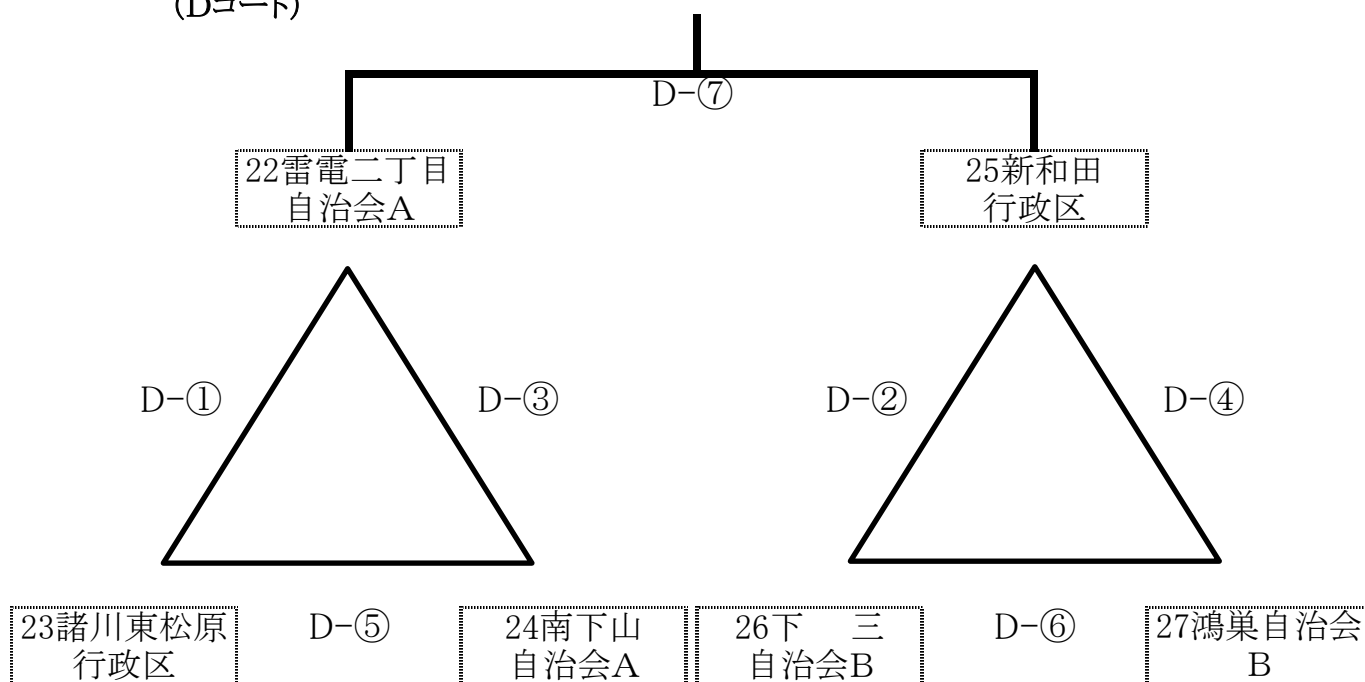 (Dコート)
D-⑦
22雷電二丁目
自治会A
25新和田
行政区
D-①
D-③
D-②
D-④
23諸川東松原
行政区
D-⑤
24南下山
自治会A
26下　三
自治会B
D-⑥
27鴻巣自治会
B